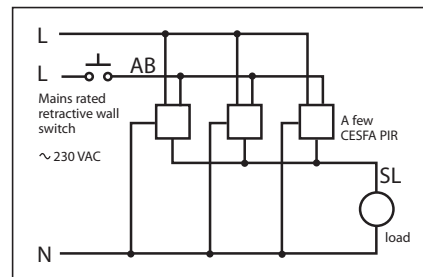 L
L
AB
Mains rated
retractive wall
switch
~ 230 VAC
A few
CESFA PIR
SL
load
N